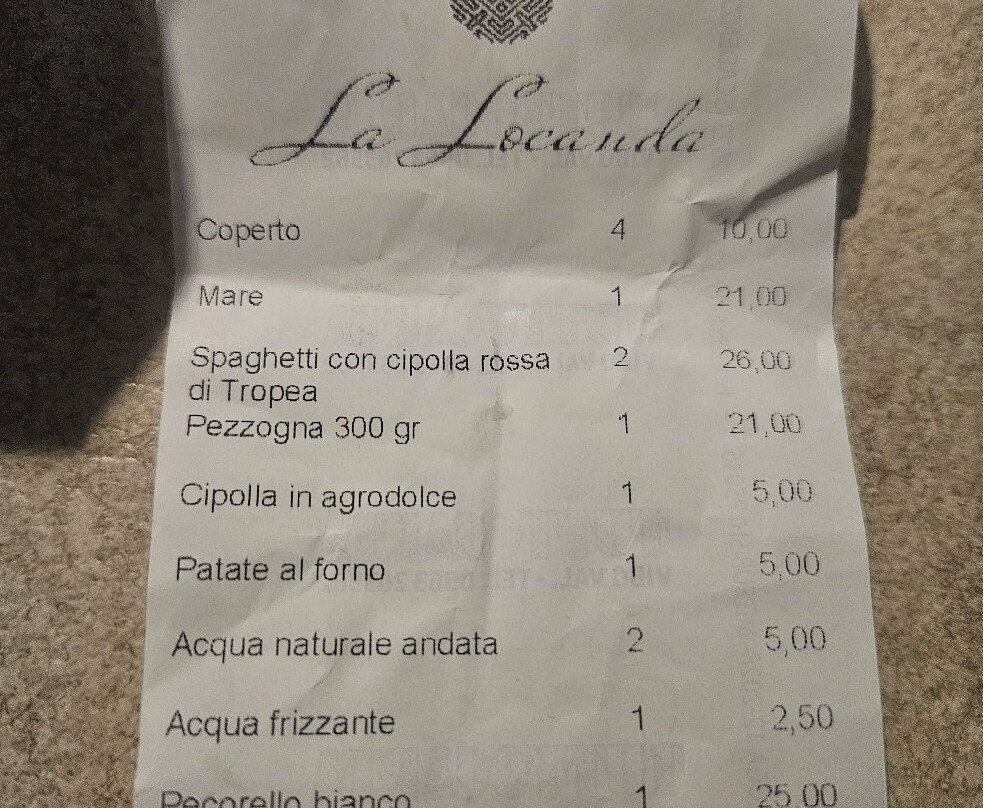 La Locanda
Coperto 4 10,00
Mare 1 21,00
Spaghetti con cipolla rossa 2 26,00
di Tropea
Pezzogna 300 gr 1 21,00
Cipolla in agrodolce 1 5,00
Patate al forno 1 5,00
Acqua naturale andata 2 5,00
Acqua frizzante 1 2,50
Pecorello bianco 1 25,00